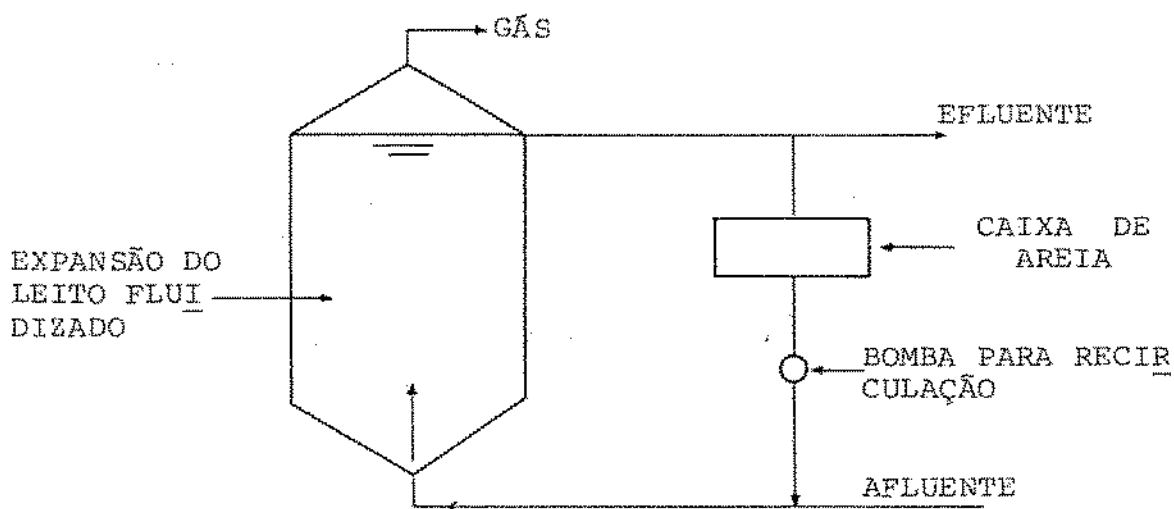 GÁS
EFLUENTE
CAIXA DE
AREIA
EXPANSÃO DO
LEITO FLUI
DIZADO
BOMBA PARA RECIR
CULAÇÃO
AFLUENTE